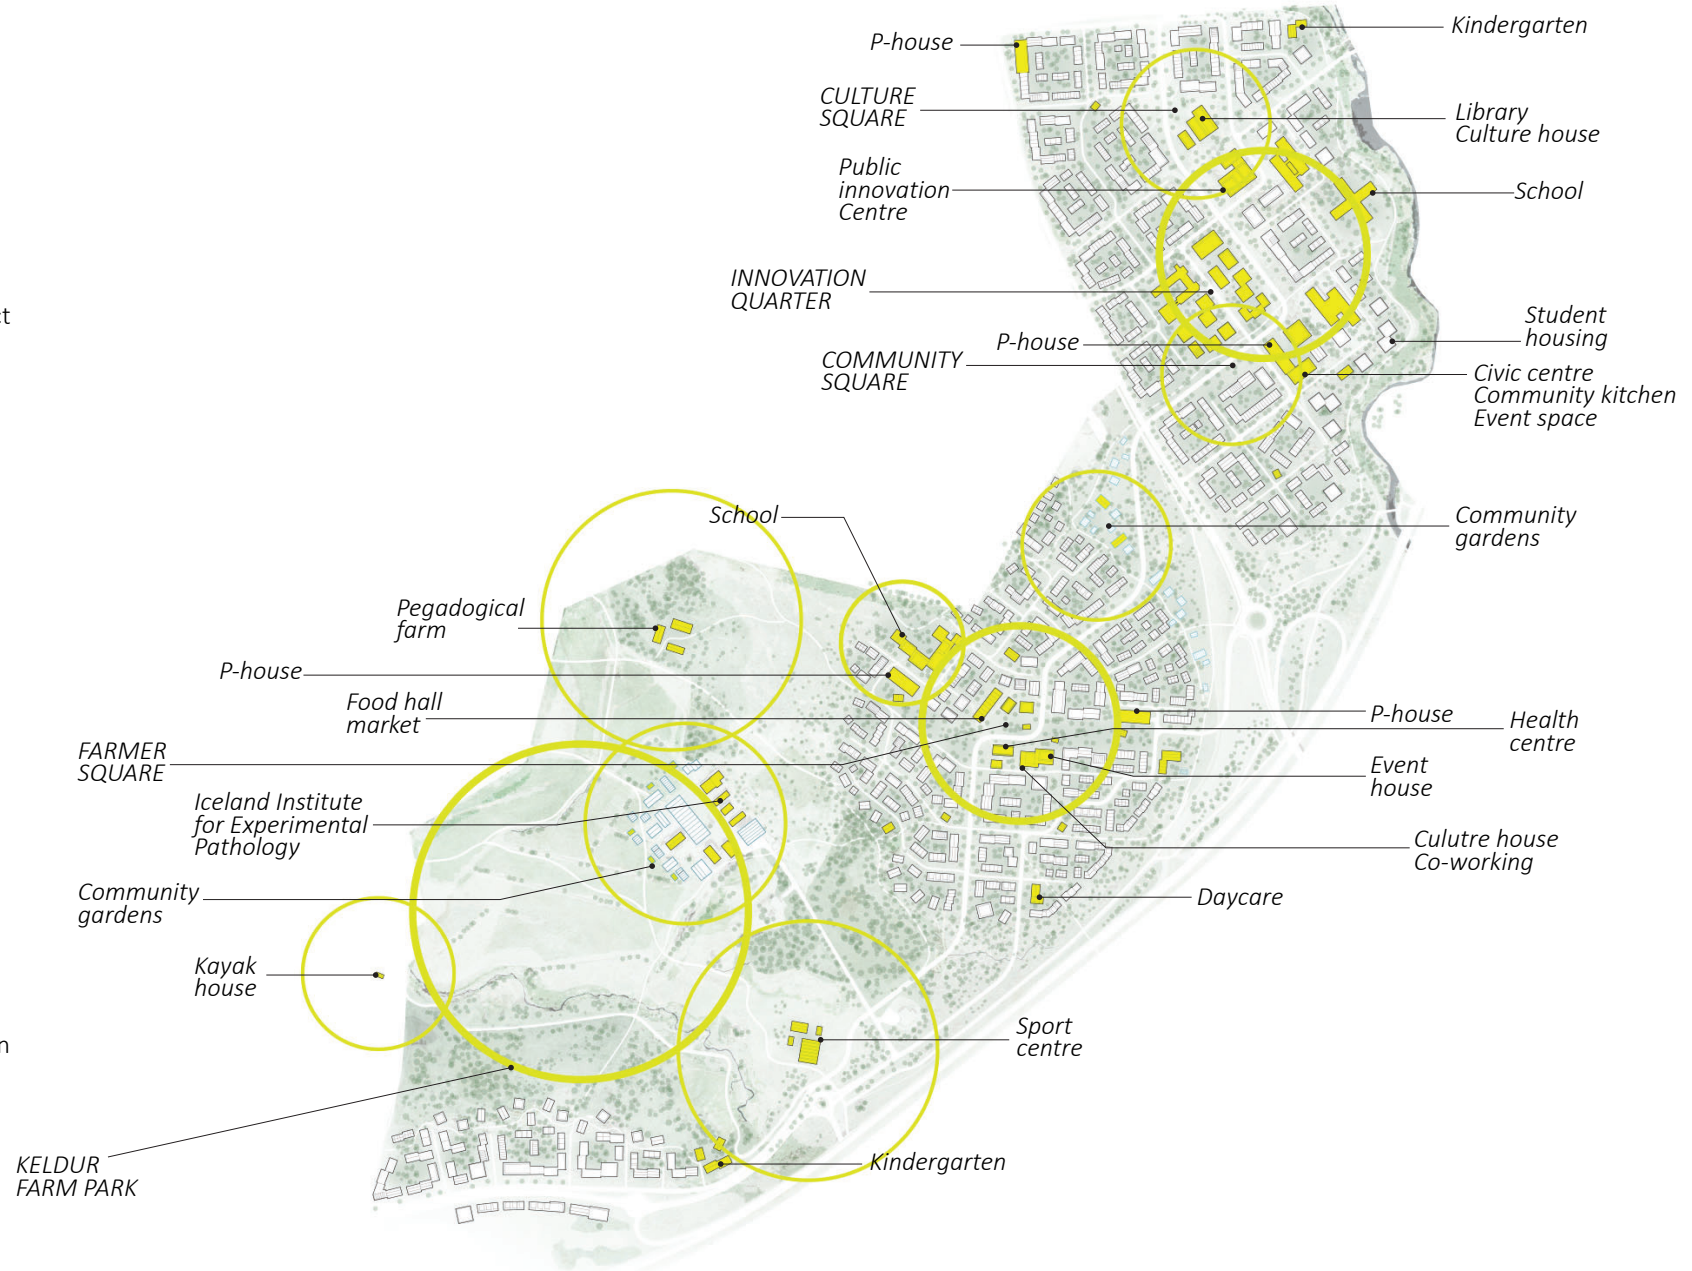 Kindergarten
P-house
CULTURE
SQUARE
Library
Culture house
Public
innovation
Centre
School
INNOVATION
QUARTER
Student
housing
P-house
COMMUNITY
SQUARE
Civic centre
Community kitchen
Event space
School
Community
gardens
Pegadogical
farm
P-house
Food hall
market
P-house
Health
centre
FARMER
SQUARE
Event
house
Iceland Institute
for Experimental
Pathology
Culutre house
Co-working
Community
gardens
Daycare
Kayak
house
Sport
centre
KELDUR
FARM PARK
Kindergarten